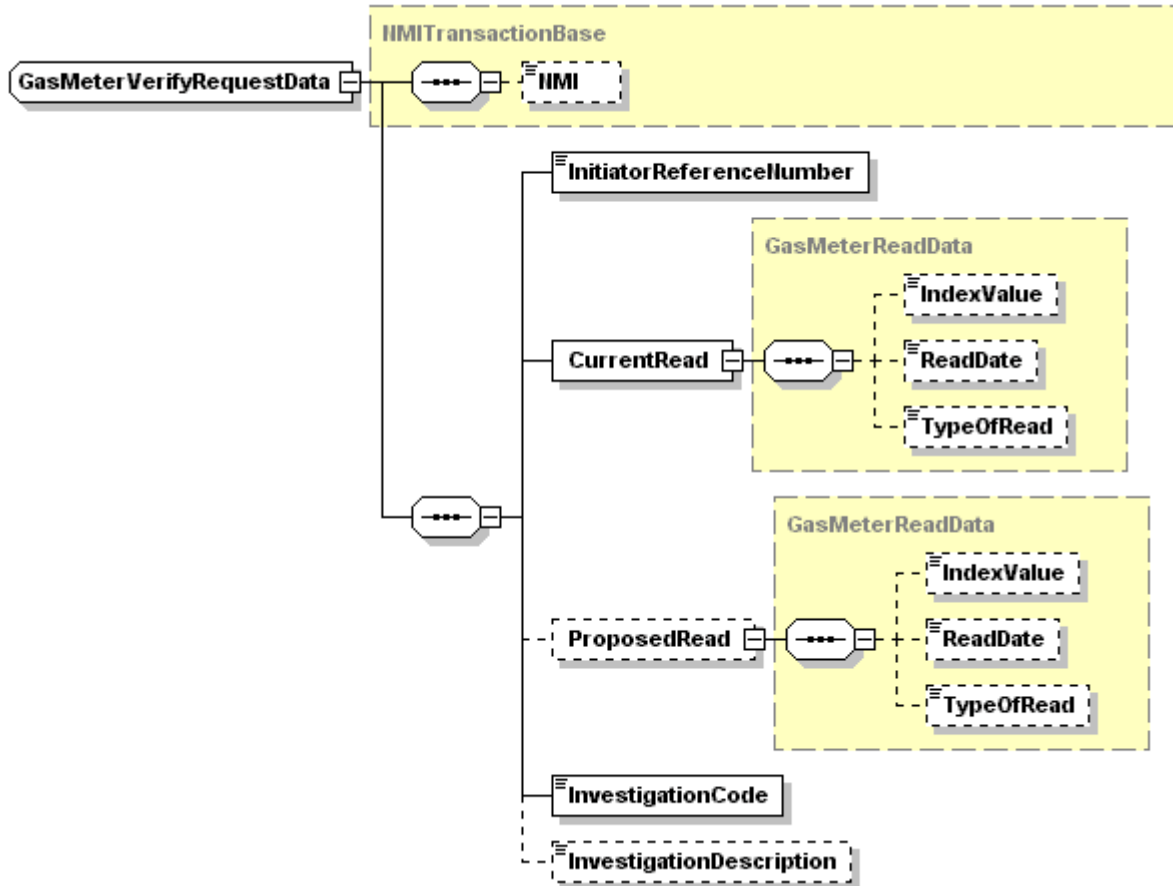 NMITransactionBase
GasMeterVerifyRequestData
NMI
InitiatorReferenceNumber
GasMeterReadData
IndexValue
CurrentRead
ReadDate
TypeOfRead
GasMeterReadData
IndexValue
ProposedRead
ReadDate
TypeOfRead
InvestigationCode
InvestigationDescription